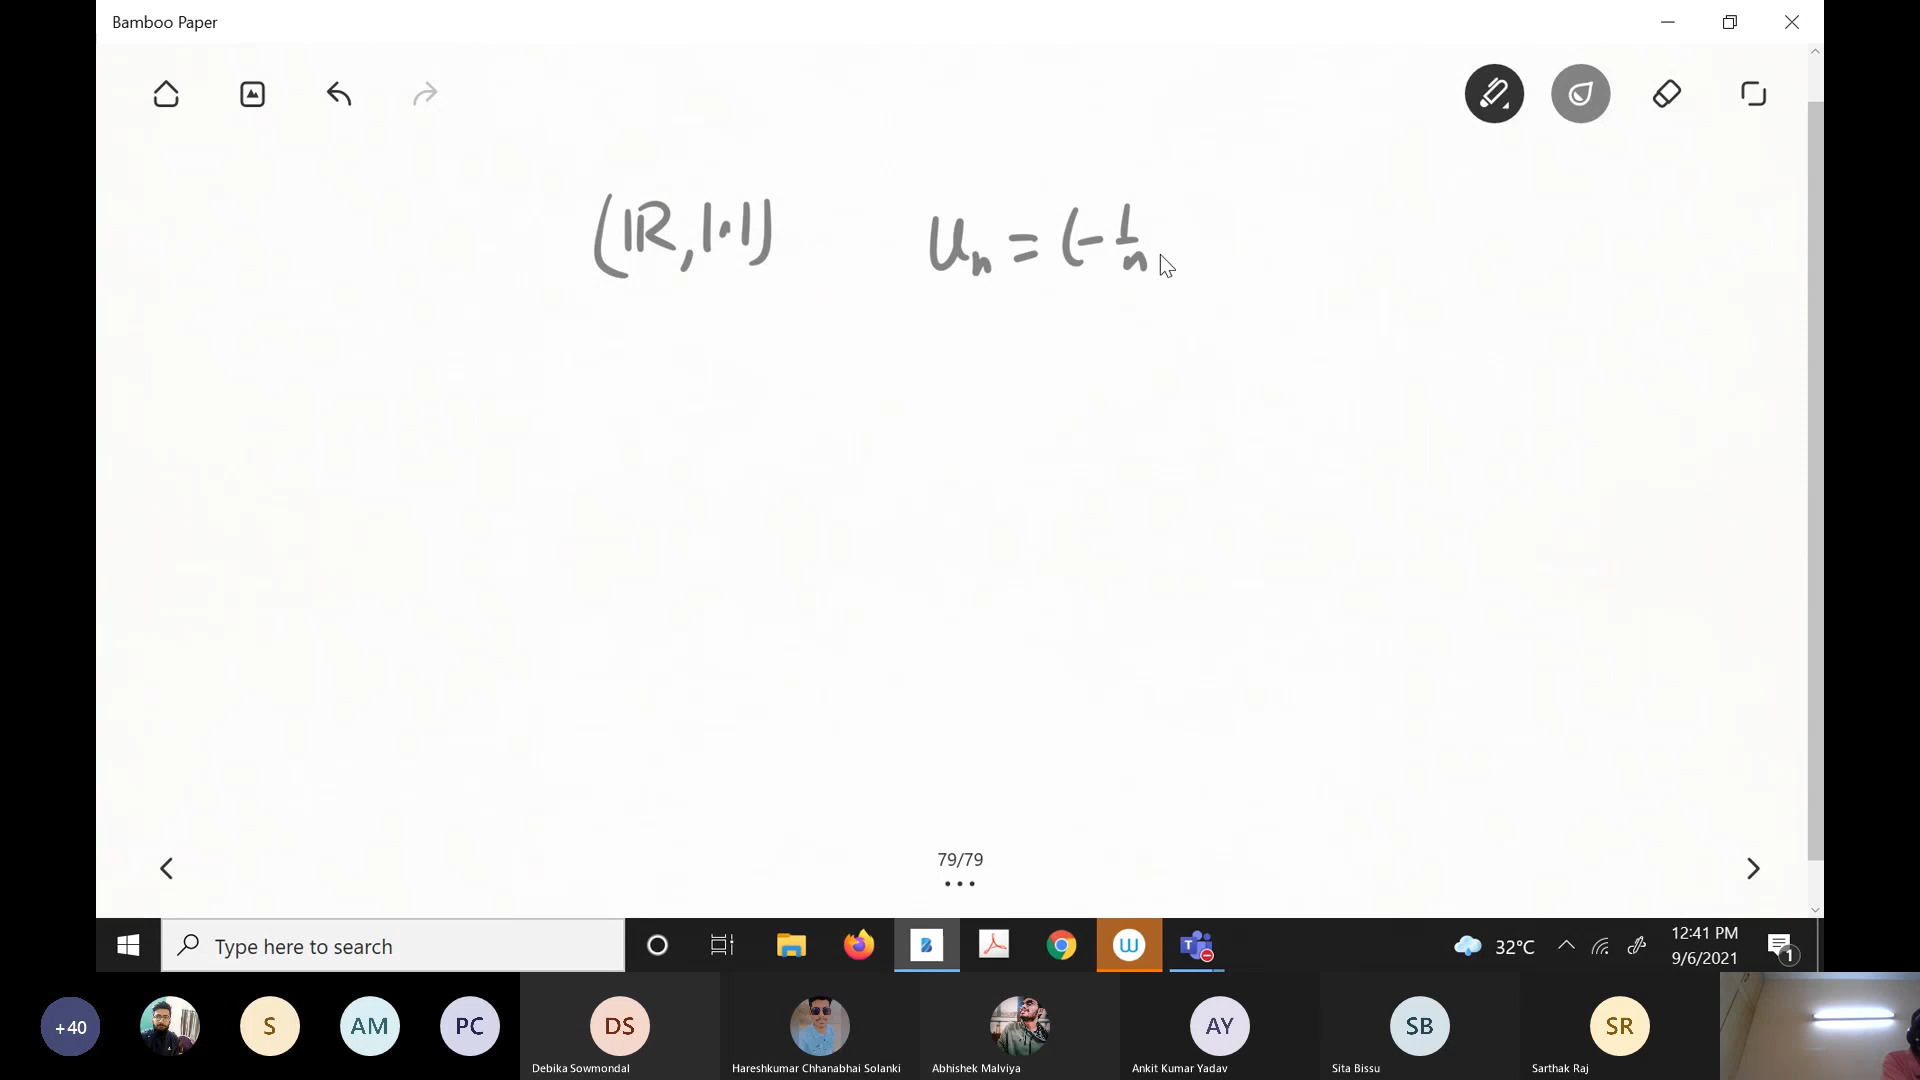 Bamboo Paper
(ℝ, |·|) Uₙ = (- 1/n
79/79
Type here to search
32°C
12:41 PM
9/6/2021
1
+40
S
AM
PC
DS
AY
SB
SR
Debika Sowmondal
Hareshkumar Chhanabhai Solanki
Abhishek Malviya
Ankit Kumar Yadav
Sita Bissu
Sarthak Raj